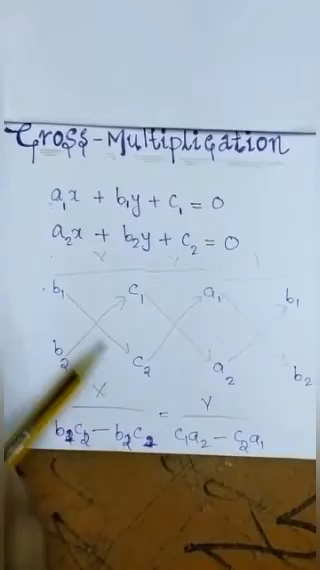 Cross-Multiplication
a₁x + b₁y + c₁ = 0
a₂x + b₂y + c₂ = 0
b₁ c₁ a₁ b₁
b₂ c₂ a₂ b₂
x / b₁c₂ - b₂c₂ = y / c₁a₂ - c₂a₁